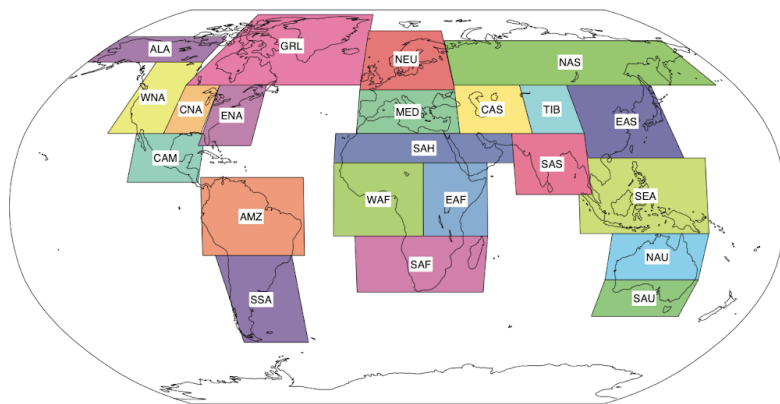 ALA
GRL
NEU
NAS
WNA
CNA
ENA
MED
CAS
TIB
EAS
CAM
SAH
SAS
AMZ
WAF
EAF
SEA
SAF
NAU
SSA
SAU